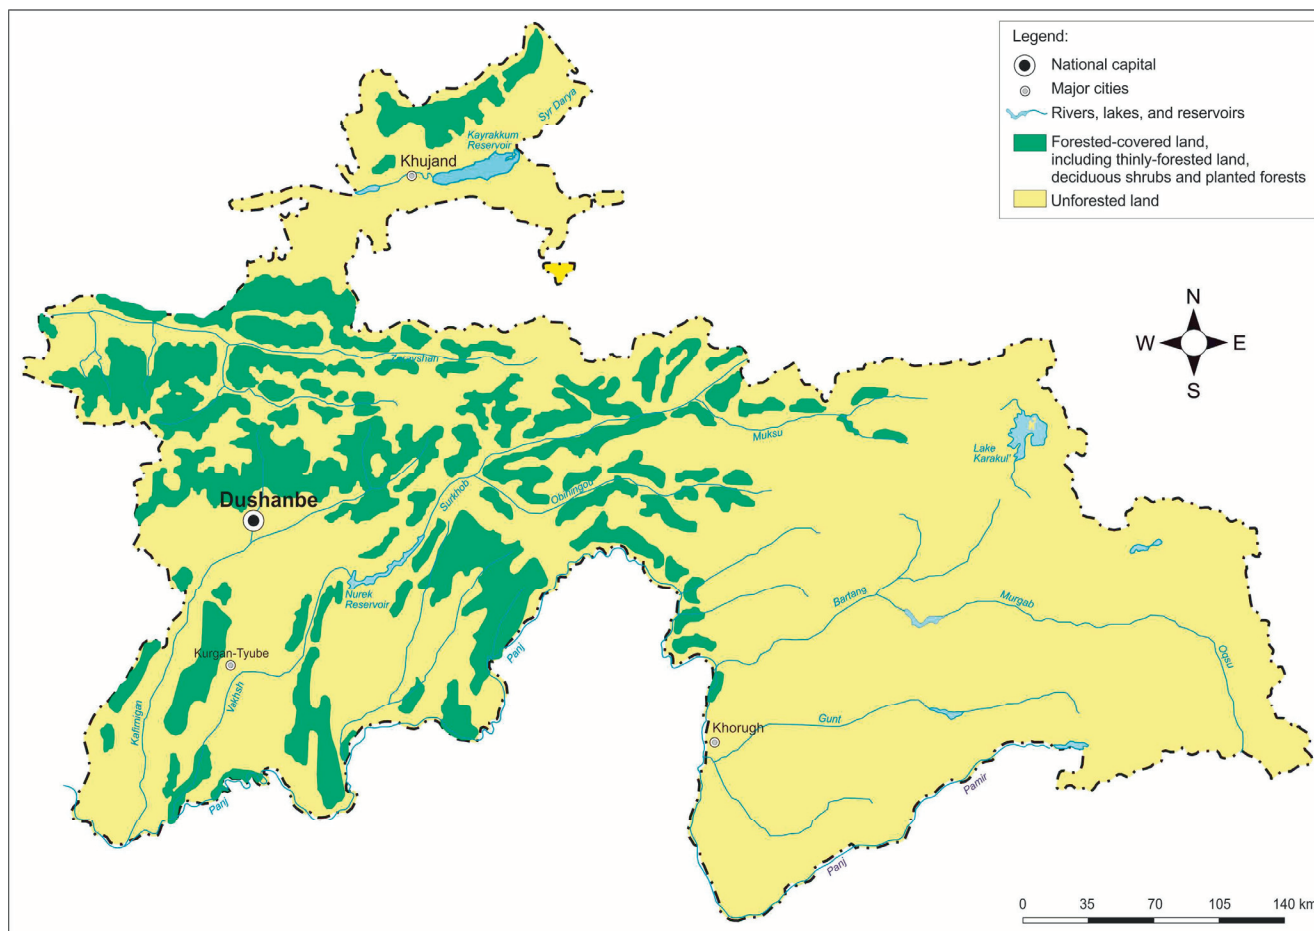 Legend:
National capital
Major cities
Rivers, lakes, and reservoirs
Forested-covered land,
including thinly-forested land,
deciduous shrubs and planted forests
Unforested land
Syr Darya
Kayrakkum
Reservoir
Khujand
N
W
E
S
Zeravshan
Muksu
Lake
Karakul'
Surkhob
Obihingou
Dushanbe
Nurek
Reservoir
Bartang
Murgab
Oqsu
Panj
Kurgan-Tyube
Vakhsh
Kafirnigan
Gunt
Khorugh
Pamir
Panj
Panj
0 35 70 105 140 km